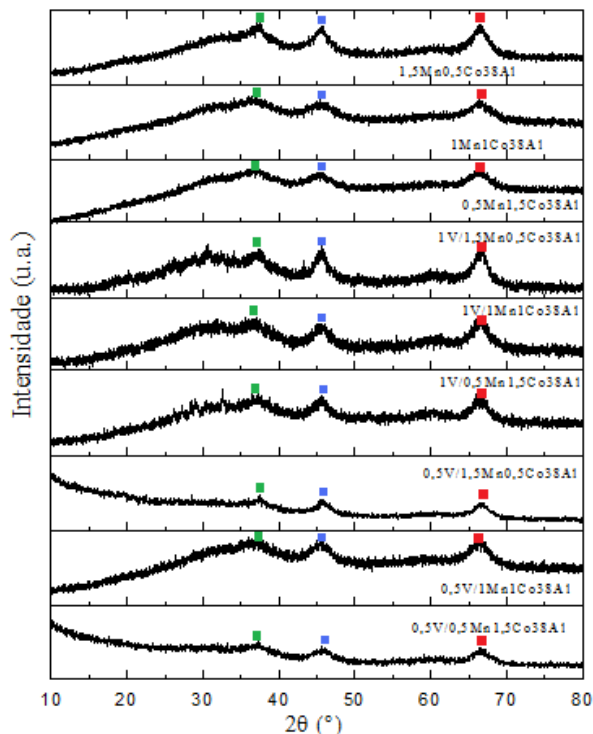 1,5Mn0,5Co38Al
1Mn1Co38Al
0,5Mn1,5Co38Al
1V/1,5Mn0,5Co38Al
1V/1Mn1Co38Al
1V/0,5Mn1,5Co38Al
0,5V/1,5Mn0,5Co38Al
0,5V/1Mn1Co38Al
0,5V/0,5Mn1,5Co38Al
Intensidade (u.a.)
10 20 30 40 50 60 70 80
2θ (°)